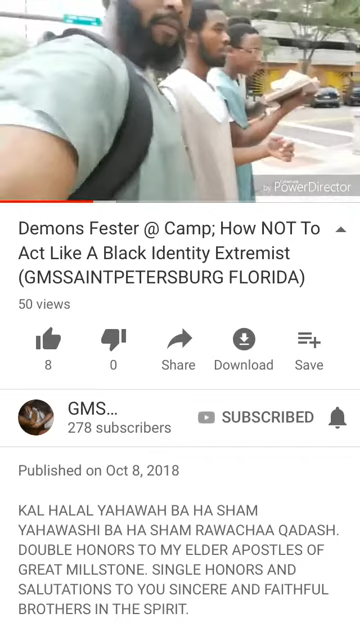 by PowerDirector
Demons Fester @ Camp; How NOT To
Act Like A Black Identity Extremist
(GMSSAINTPETERSBURG FLORIDA)
50 views
8
0
Share
Download
Save
GMS...
SUBSCRIBED
278 subscribers
Published on Oct 8, 2018
KAL HALAL YAHAWAH BA HA SHAM
YAHAWASHI BA HA SHAM RAWACHAA QADASH.
DOUBLE HONORS TO MY ELDER APOSTLES OF
GREAT MILLSTONE. SINGLE HONORS AND
SALUTATIONS TO YOU SINCERE AND FAITHFUL
BROTHERS IN THE SPIRIT.